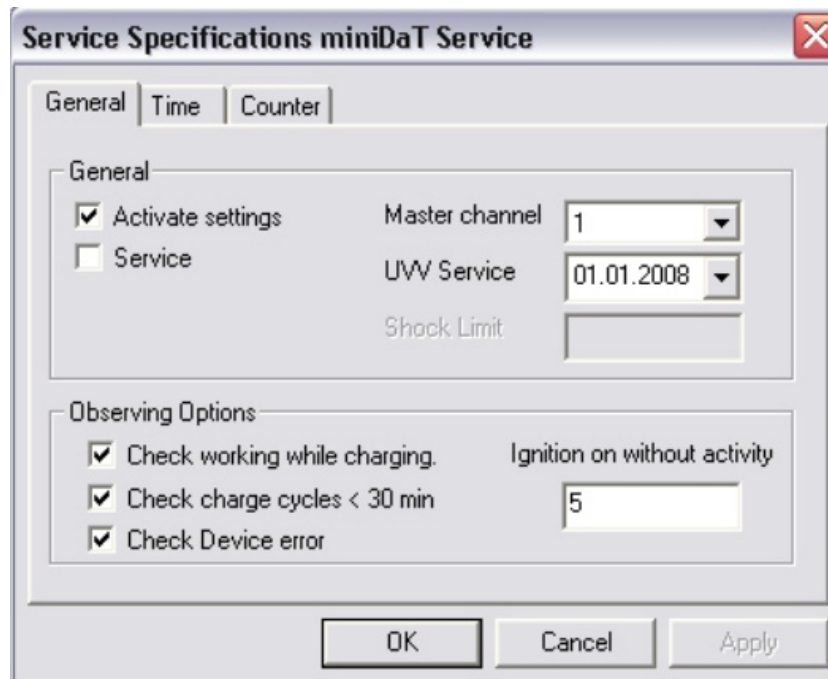 Service Specifications miniDaT Service
General Time Counter
General
Activate settings Master channel 1
Service UVV Service 01.01.2008
Shock Limit
Observing Options
Check working while charging. Ignition on without activity
Check charge cycles < 30 min 5
Check Device error
OK Cancel Apply